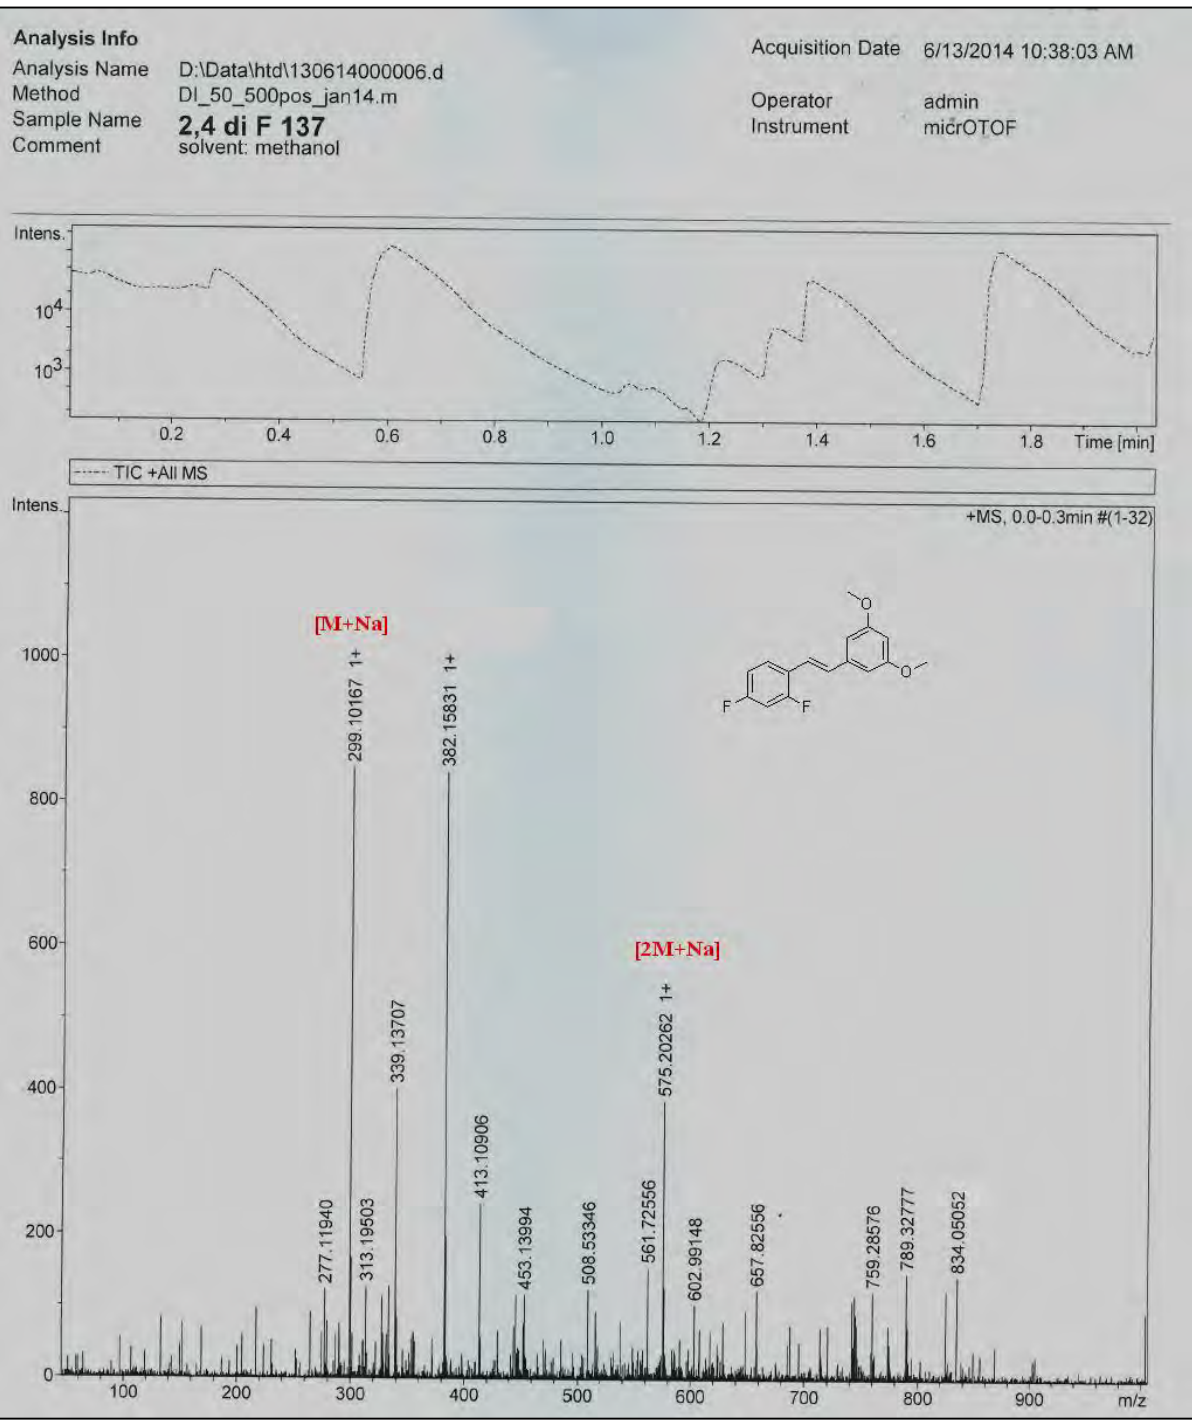 Analysis Info
Acquisition Date 6/13/2014 10:38:03 AM
Analysis Name D:\Data\htd\130614000006.d
Method DI_50_500pos_jan14.m
Operator admin
Sample Name 2,4 di F 137
Instrument micrOTOF
Comment solvent: methanol
Intens.
10^4
10^3
0.2 0.4 0.6 0.8 1.0 1.2 1.4 1.6 1.8 Time [min]
TIC +All MS
Intens.
+MS, 0.0-0.3min #(1-32)
[M+Na]
1000
299.10167 1+
382.15831 1+
O
O
F
F
800
600
[2M+Na]
575.20262 1+
339.13707
400
413.10906
200
277.11940
313.19503
453.13994
508.53346
561.72556
602.99148
657.82556
759.28576
789.32777
834.05052
0
100 200 300 400 500 600 700 800 900 m/z